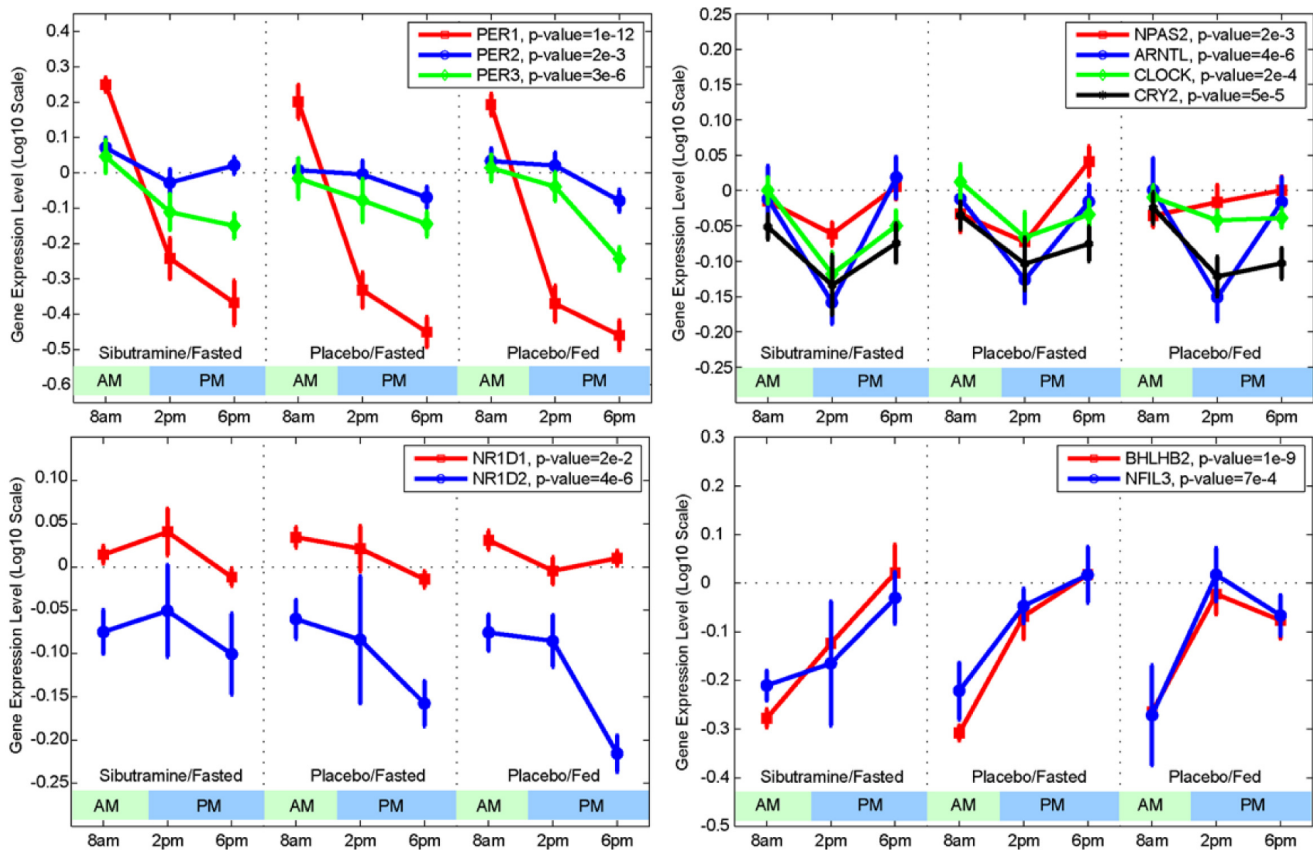 Gene Expression Level (Log10 Scale)
0.4
0.3
0.2
0.1
0
-0.1
-0.2
-0.3
-0.4
-0.5
-0.6
PER1, p-value=1e-12
PER2, p-value=2e-3
PER3, p-value=3e-6
Sibutramine/Fasted
Placebo/Fasted
Placebo/Fed
AM PM AM PM AM PM
8am 2pm 6pm 8am 2pm 6pm 8am 2pm 6pm
Gene Expression Level (Log10 Scale)
0.25
0.20
0.15
0.10
0.05
0
-0.05
-0.10
-0.15
-0.20
-0.25
NPAS2, p-value=2e-3
ARNTL, p-value=4e-6
CLOCK, p-value=2e-4
CRY2, p-value=5e-5
Sibutramine/Fasted
Placebo/Fasted
Placebo/Fed
AM PM AM PM AM PM
8am 2pm 6pm 8am 2pm 6pm 8am 2pm 6pm
Gene Expression Level (Log10 Scale)
0.10
0.05
0
-0.05
-0.10
-0.15
-0.20
-0.25
NR1D1, p-value=2e-2
NR1D2, p-value=4e-6
Sibutramine/Fasted
Placebo/Fasted
Placebo/Fed
AM PM AM PM AM PM
8am 2pm 6pm 8am 2pm 6pm 8am 2pm 6pm
Gene Expression Level (Log10 Scale)
0.3
0.2
0.1
0
-0.1
-0.2
-0.3
-0.4
-0.5
BHLHB2, p-value=1e-9
NFIL3, p-value=7e-4
Sibutramine/Fasted
Placebo/Fasted
Placebo/Fed
AM PM AM PM AM PM
8am 2pm 6pm 8am 2pm 6pm 8am 2pm 6pm